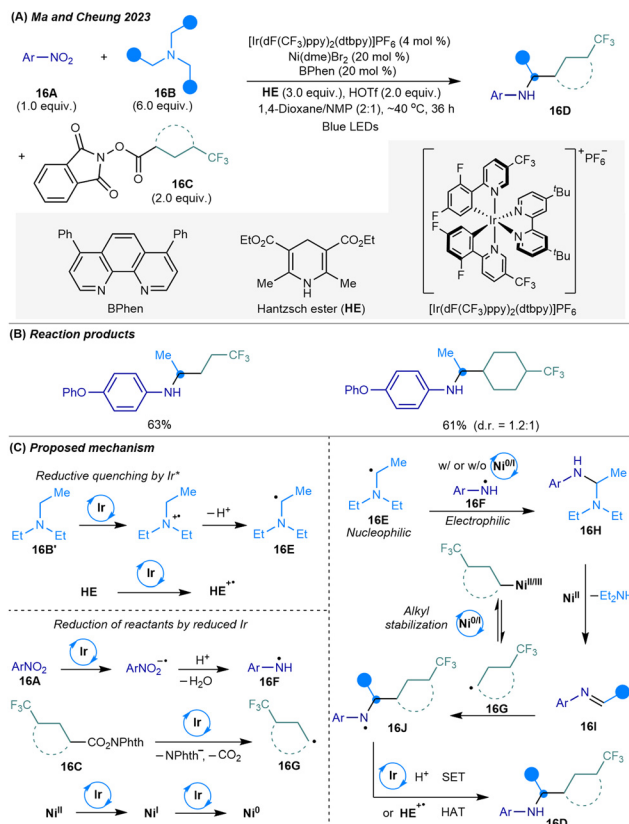 (A) Ma and Cheung 2023
Ar–NO2
16A
(1.0 equiv.)
+
N
16B
(6.0 equiv.)
[Ir(dF(CF3)ppy)2(dtbpy)]PF6 (4 mol %)
Ni(dme)Br2 (20 mol %)
BPhen (20 mol %)
HE (3.0 equiv.), HOTf (2.0 equiv.)
1,4-Dioxane/NMP (2:1), ~40 ºC, 36 h
Blue LEDs
CF3
Ar–NH
16D
+
O
N
O
O
O
CF3
16C
(2.0 equiv.)
Ph
Ph
N
N
BPhen
EtO2C
CO2Et
Me
N
H
Me
Hantzsch ester (HE)
+
PF6−
F
F
F
F
CF3
CF3
N
N
N
N
Ir
tBu
tBu
[Ir(dF(CF3)ppy)2(dtbpy)]PF6
(B) Reaction products
Me
CF3
PhO
NH
63%
Me
CF3
PhO
NH
61% (d.r. = 1.2:1)
(C) Proposed mechanism
Reductive quenching by Ir*
Me
N
Et
Et
16B'
Ir
Me
N+•
Et
Et
−H+
Me
N
Et
Et
16E
HE
Ir
HE+•
Reduction of reactants by reduced Ir
ArNO2
16A
Ir
ArNO2−•
H+
−H2O
Ar–NH
16F
F3C
CO2NPhth
16C
Ir
−NPhth−, −CO2
F3C
16G
NiII
Ir
NiI
Ir
Ni0
Me
N
Et
Et
16E
Nucleophilic
w/ or w/o Ni0/I
Ar–NH
16F
Electrophilic
H
Ar–N
Me
N
Et
Et
16H
F3C
NiII/III
Alkyl
stabilization
Ni0/I
NiII
−Et2NH
CF3
16G
Ar–N
16I
CF3
Ar
N
16J
Ir
H+
SET
or HE+•
HAT
CF3
Ar–NH
16D